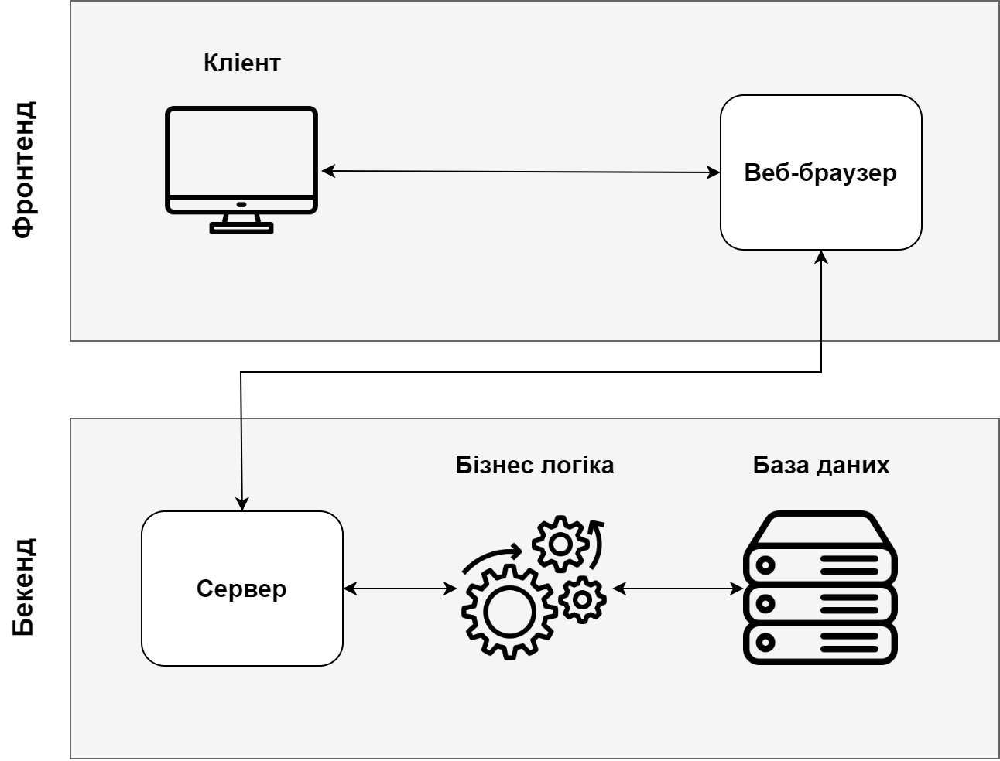 Фронтенд
Клієнт
Веб-браузер
Бекенд
Бізнес логіка
База даних
Сервер